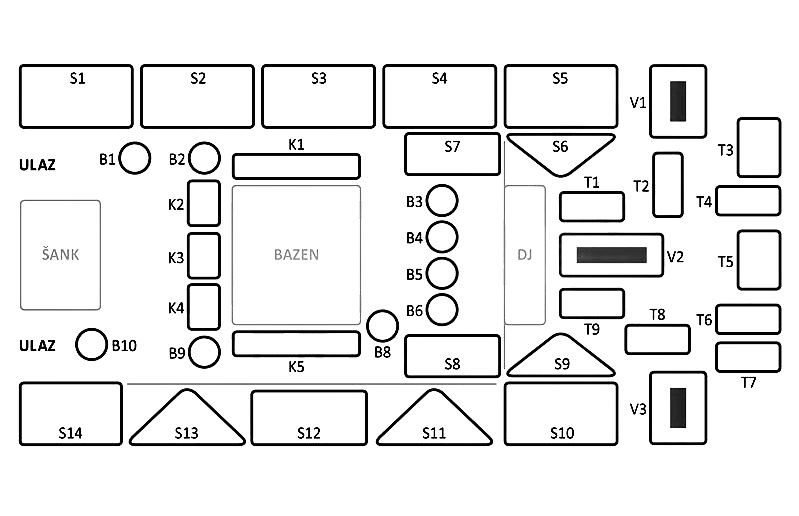 S1
S2
S3
S4
S5
V1
ULAZ
B1
B2
K1
S7
S6
T3
K2
B3
T1
T2
T4
ŠANK
K3
BAZEN
B4
DJ
V2
T5
B5
K4
B6
T9
T8
T6
ULAZ
B10
B9
K5
B8
S8
S9
T7
S14
S13
S12
S11
S10
V3